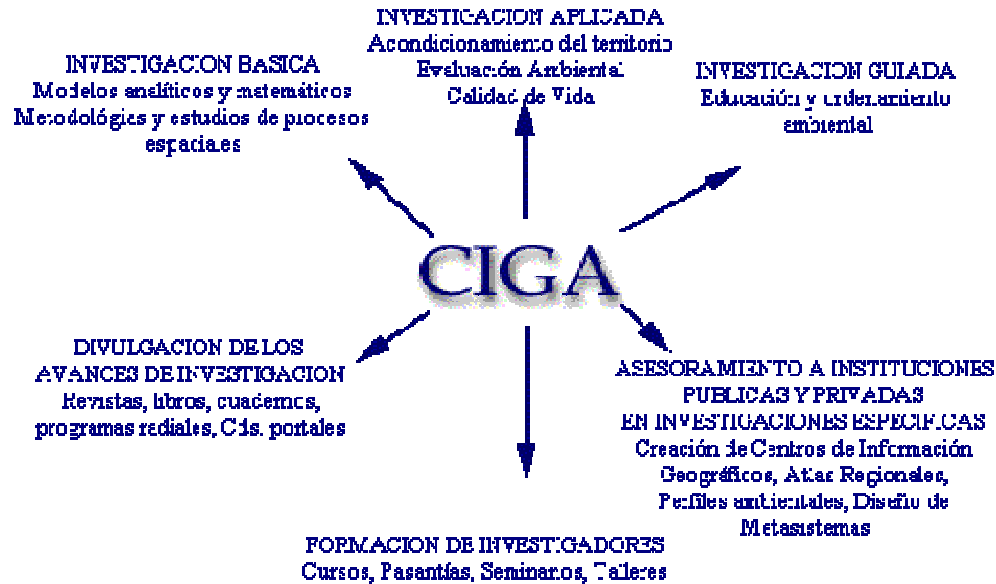 INVESTIGACION APLICADA
Acondicionamiento del territorio
Evaluación Ambiental
Calidad de Vida
INVESTIGACION BASICA
Modelos analíticos y matemáticos
Metodológica y estudios de procesos
espaciales
INVESTIGACION GUIADA
Educación y ordenamiento
ambiental
CIGA
DIVULGACION DE LOS
AVANCES DE INVESTIGACION
Revistas, libros, cuadernos,
programas radiales, Cds. portales
ASESORAMIENTO A INSTITUCIONES
PUBLICAS Y PRIVADAS
EN INVESTIGACIONES ESPECIFICAS
Creación de Centros de Información
Geográficos, Atlas Regionales,
Perfiles ambientales, Diseño de
Metasistemas
FORMACION DE INVESTIGADORES
Cursos, Pasantías, Seminarios, Talleres